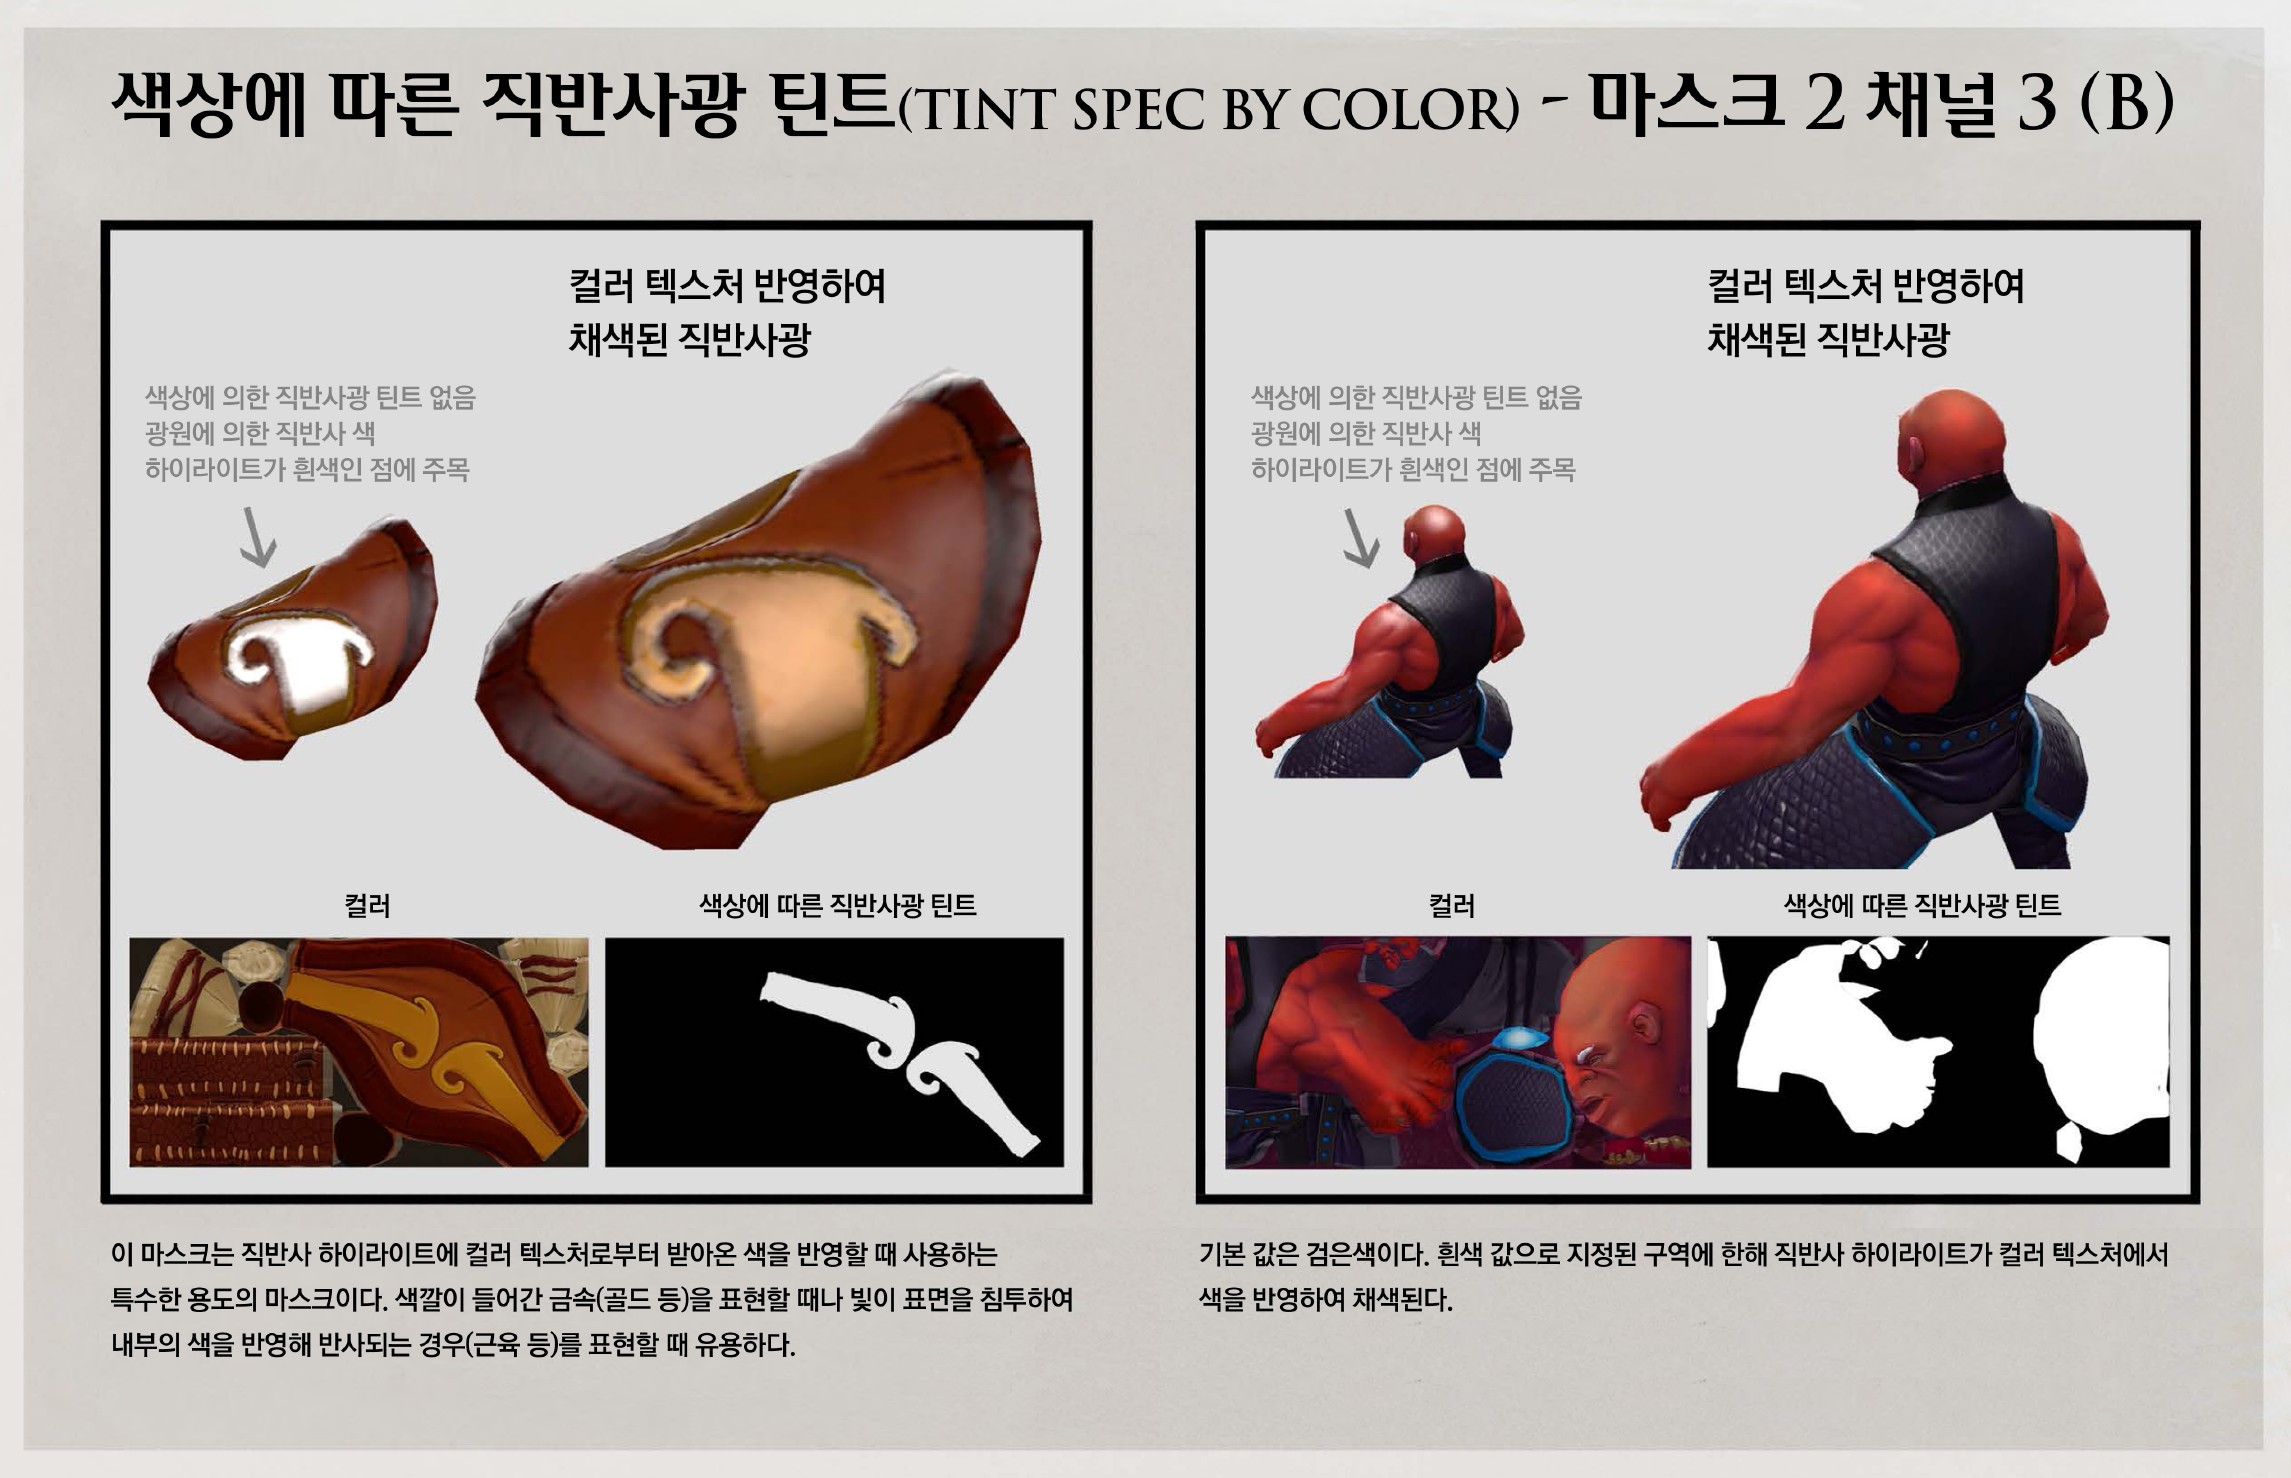 색상에 따른 직반사광 틴트(TINT SPEC BY COLOR) - 마스크 2 채널 3 (B)
컬러 텍스처 반영하여
채색된 직반사광
색상에 의한 직반사광 틴트 없음
광원에 의한 직반사 색
하이라이트가 흰색인 점에 주목
컬러
색상에 따른 직반사광 틴트
이 마스크는 직반사 하이라이트에 컬러 텍스처로부터 받아온 색을 반영할 때 사용하는
특수한 용도의 마스크이다. 색깔이 들어간 금속(골드 등)을 표현할 때나 빛이 표면을 침투하여
내부의 색을 반영해 반사되는 경우(근육 등)를 표현할 때 유용하다.
컬러 텍스처 반영하여
채색된 직반사광
색상에 의한 직반사광 틴트 없음
광원에 의한 직반사 색
하이라이트가 흰색인 점에 주목
컬러
색상에 따른 직반사광 틴트
기본 값은 검은색이다. 흰색 값으로 지정된 구역에 한해 직반사 하이라이트가 컬러 텍스처에서
색을 반영하여 채색된다.